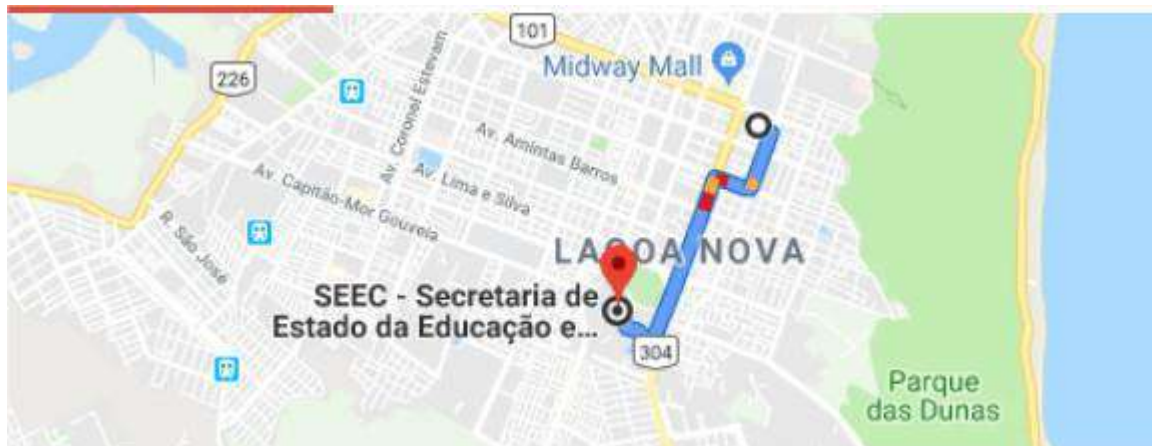 101
Midway Mall
226
Av. Coronel Estevam
Av. Amintas Barros
Av. Lima e Silva
Av. Capitão-Mor Gouveia
R. São José
LAGOA NOVA
SEEC - Secretaria de
Estado da Educação e...
304
Parque
das Dunas